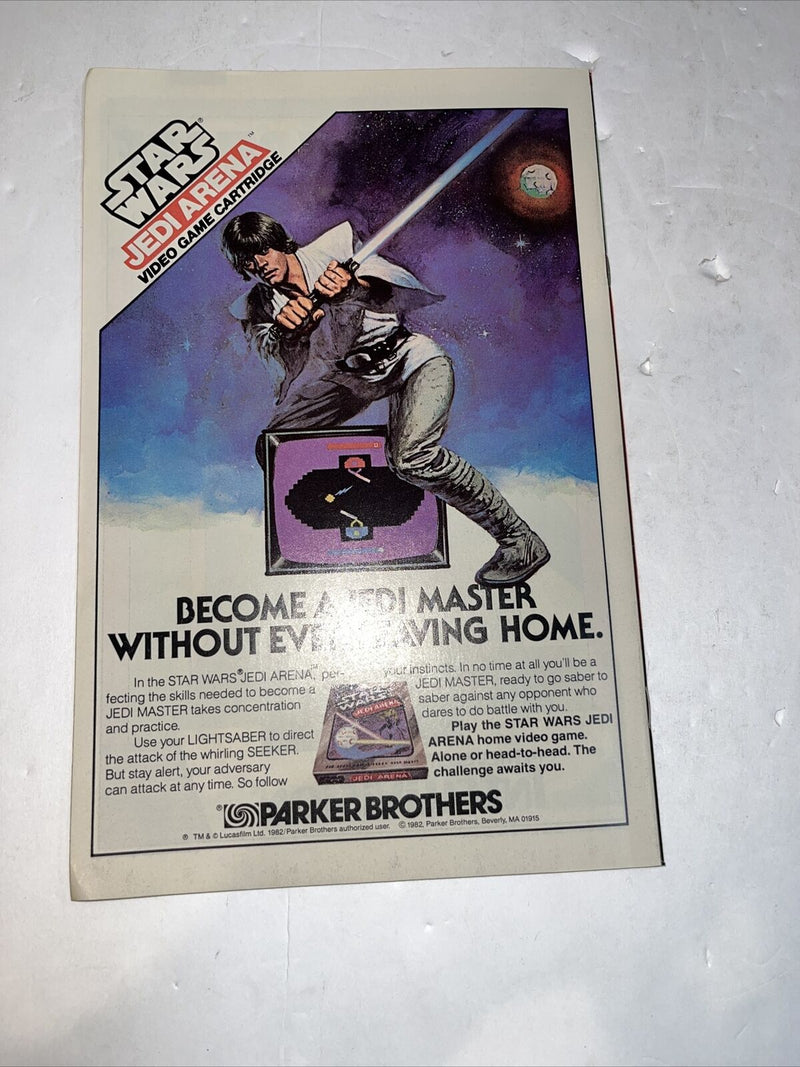 STAR®
WARS
JEDI ARENA™
VIDEO GAME CARTRIDGE
BECOME A JEDI MASTER
WITHOUT EVER LEAVING HOME.
In the STAR WARS® JEDI ARENA,™ per-
fecting the skills needed to become a
JEDI MASTER takes concentration
and practice.
Use your LIGHTSABER to direct
the attack of the whirling SEEKER.
But stay alert, your adversary
can attack at any time. So follow
your instincts. In no time at all you'll be a
JEDI MASTER, ready to go saber to
saber against any opponent who
dares to do battle with you.
Play the STAR WARS JEDI
ARENA home video game.
Alone or head-to-head. The
challenge awaits you.
STAR
WARS
JEDI ARENA
JEDI ARENA
® PARKER BROTHERS
® TM & © Lucasfilm Ltd. 1982/Parker Brothers authorized user. © 1982, Parker Brothers, Beverly, MA 01915